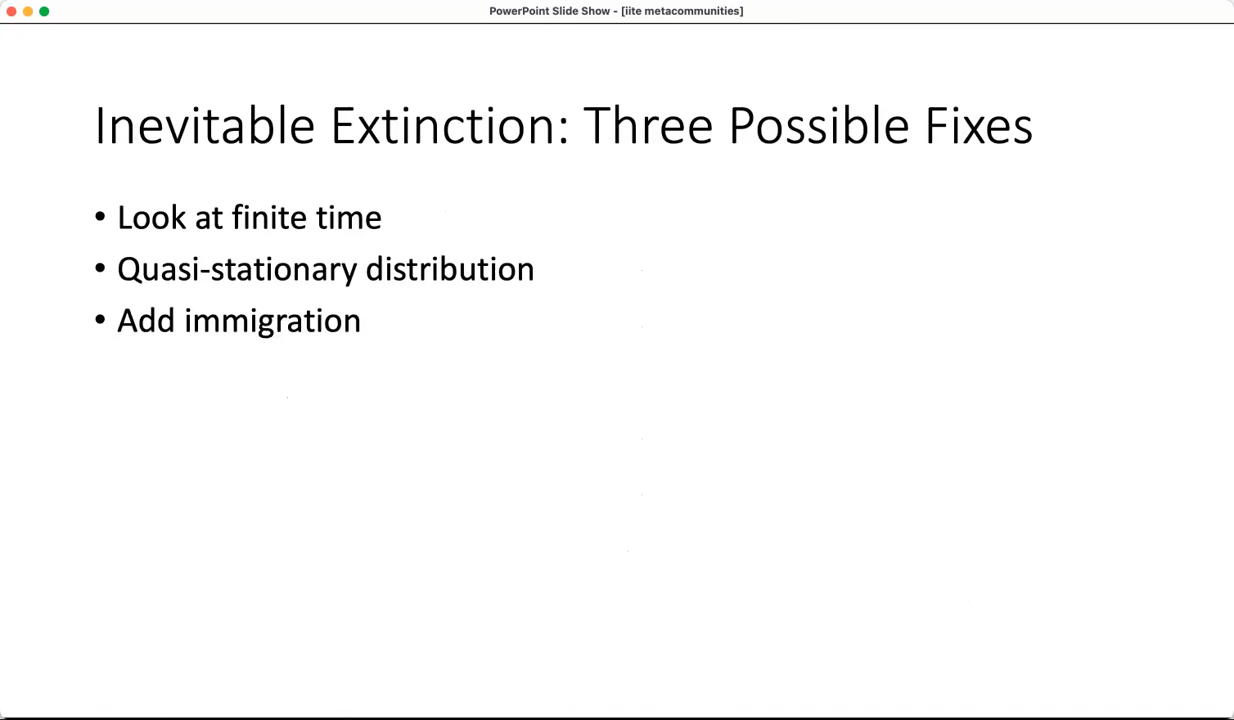 PowerPoint Slide Show - [iite metacommunities]
Inevitable Extinction: Three Possible Fixes
• Look at finite time
• Quasi-stationary distribution
• Add immigration